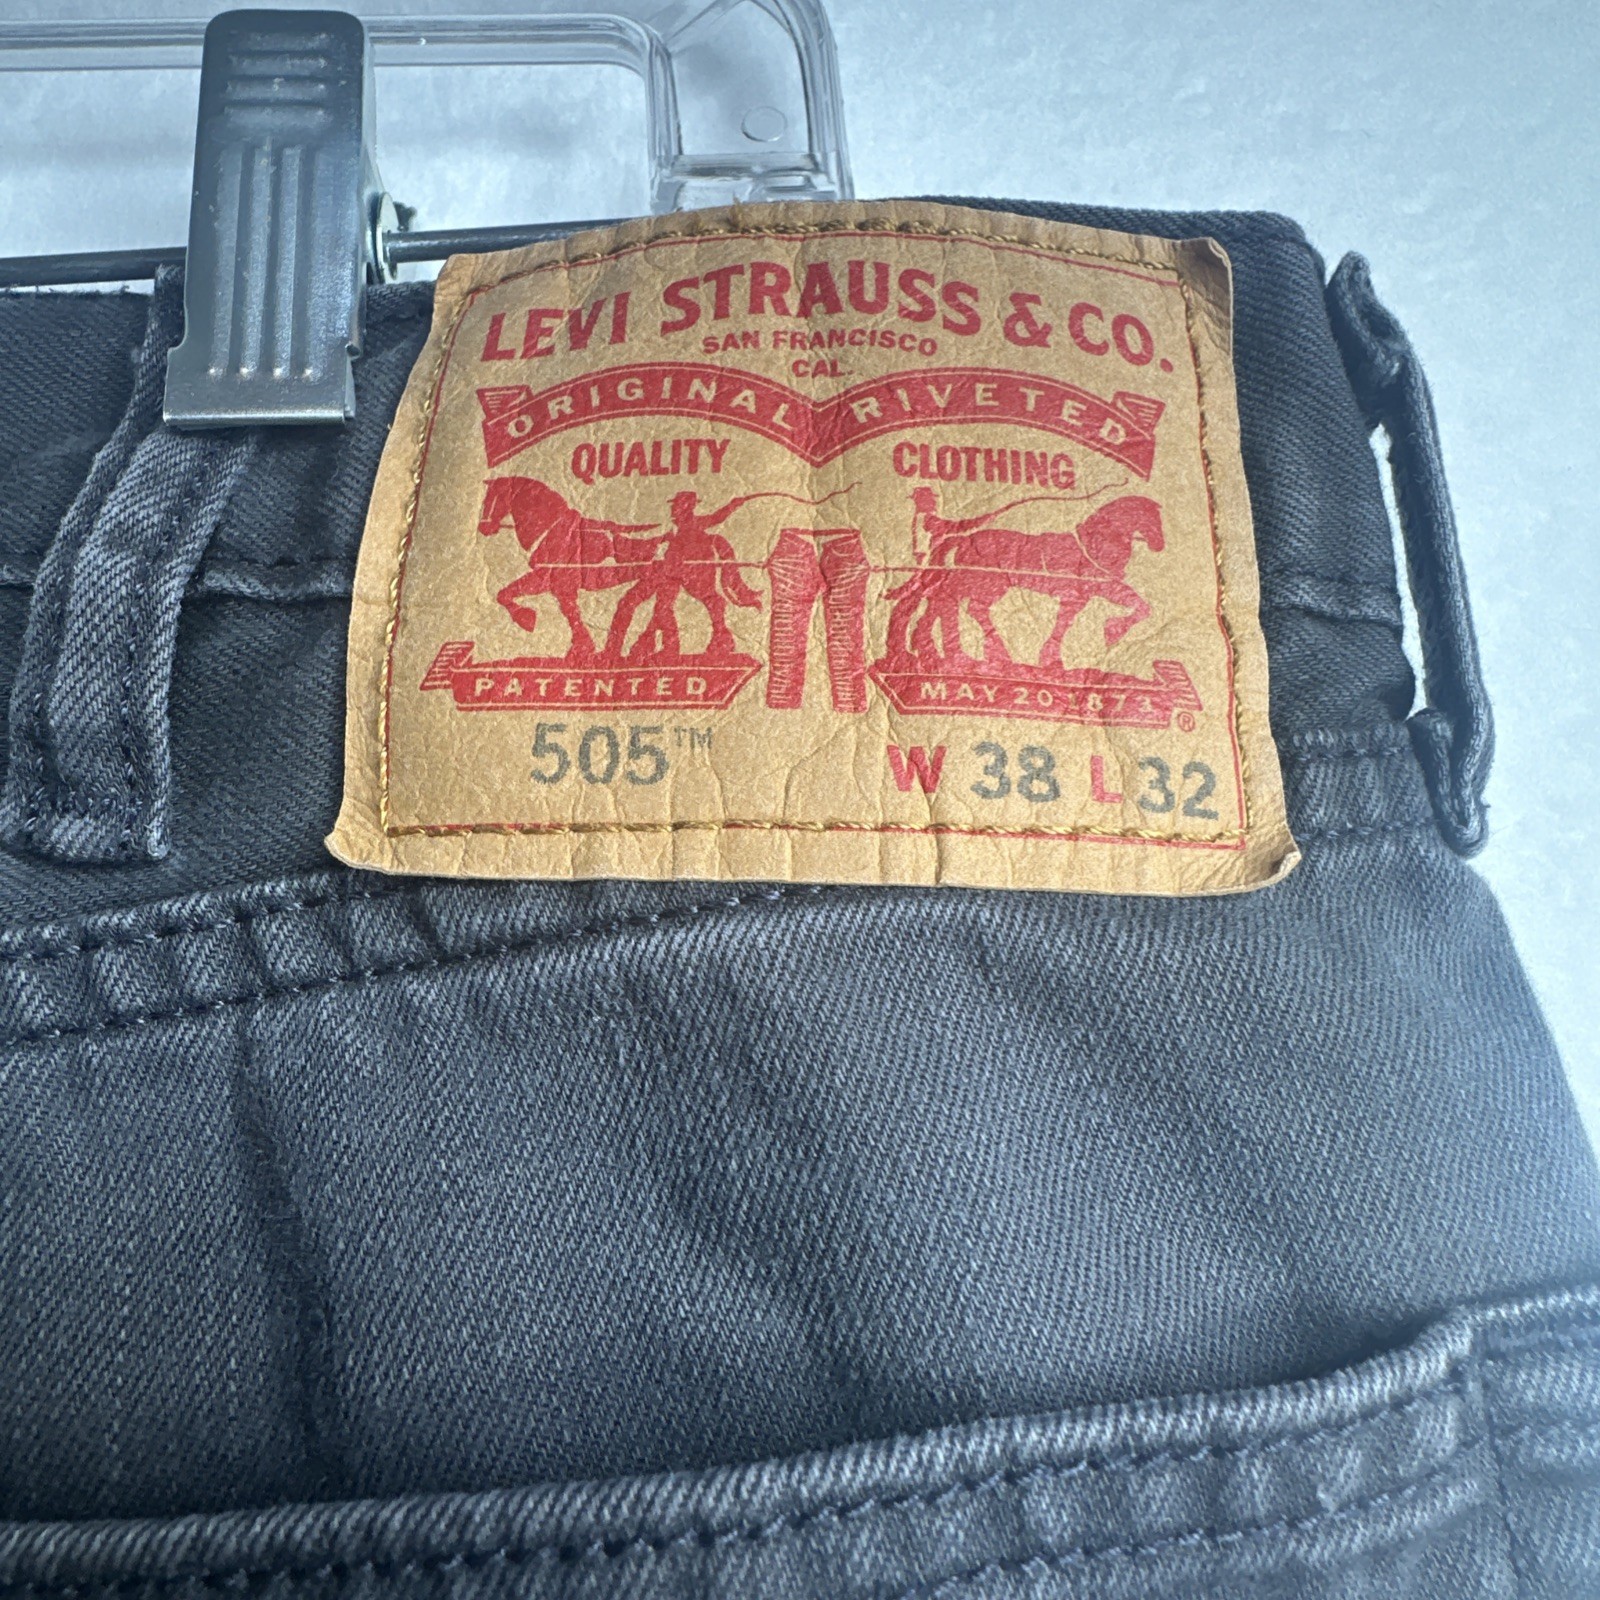 LEVI STRAUSS & CO.
SAN FRANCISCO
CAL.
ORIGINAL RIVETED
QUALITY CLOTHING
PATENTED MAY 20 1873
®
505™ W 38 L 32